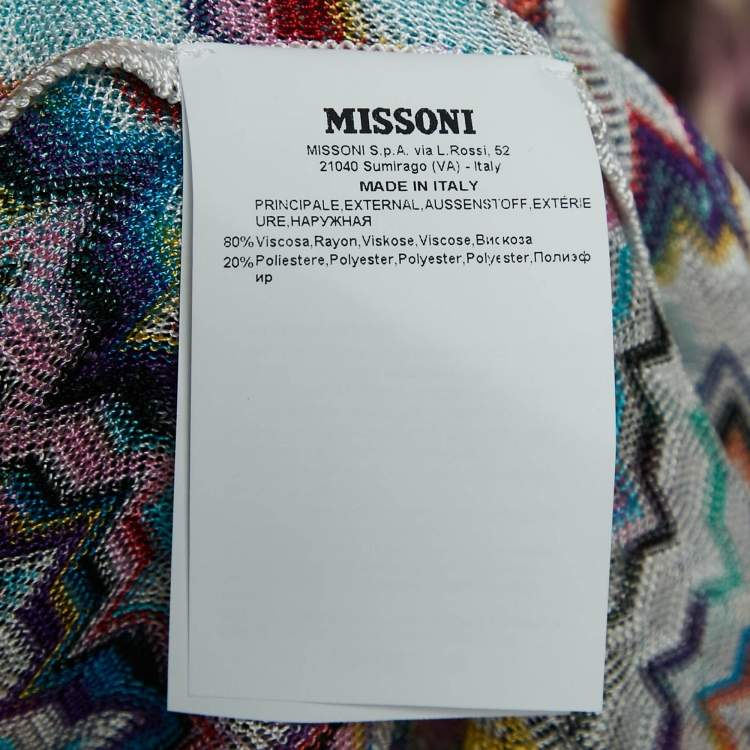 MISSONI
MISSONI S.p.A. via L.Rossi, 52
21040 Sumirago (VA) - Italy
MADE IN ITALY
PRINCIPALE,EXTERNAL,AUSSENSTOFF,EXTÉRIE
URE,НАРУЖНАЯ
80% Viscosa,Rayon,Viskose,Viscose,Вискоза
20% Poliestere,Polyester,Polyester,Polyester,Полиэф
ир